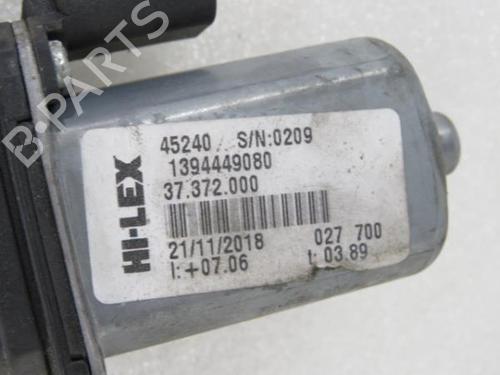 HI-LEX
45240 S/N:0209
1394449080
37.372.000
21/11/2018 027 700
I:+07.06 t: 03.89
PARTS